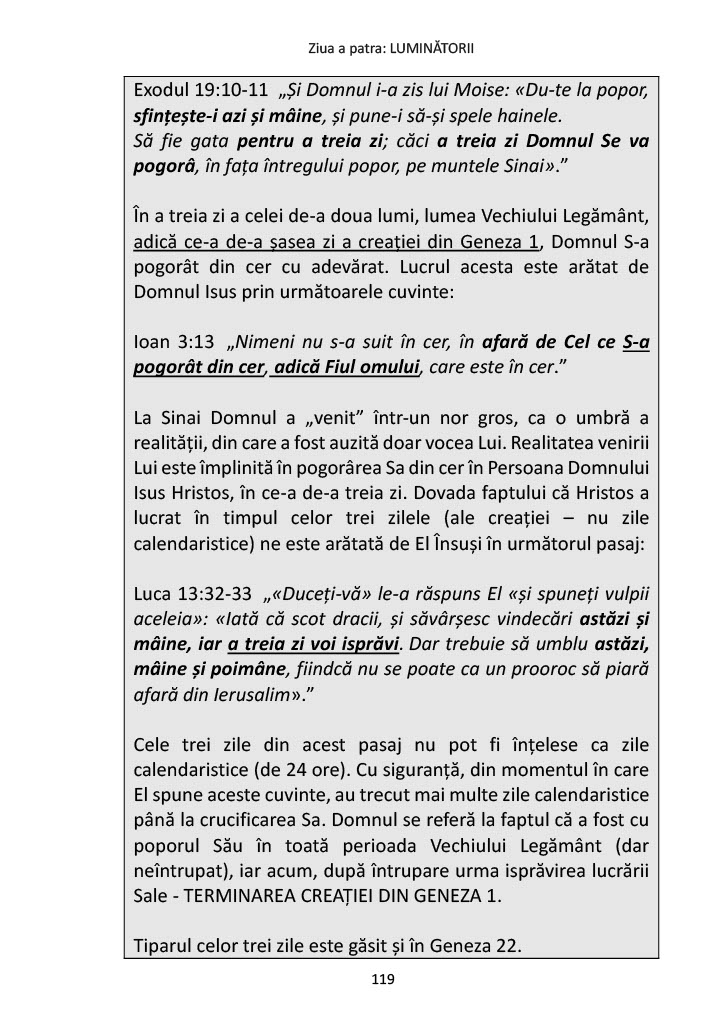 Ziua a patra: LUMINĂTORII
Exodul 19:10-11 „Și Domnul i-a zis lui Moise: «Du-te la popor,
sfințește-i azi și mâine, și pune-i să-și spele hainele.
Să fie gata pentru a treia zi; căci a treia zi Domnul Se va
pogorâ, în fața întregului popor, pe muntele Sinai».”
În a treia zi a celei de-a doua lumi, lumea Vechiului Legământ,
adică ce-a de-a șasea zi a creației din Geneza 1, Domnul S-a
pogorât din cer cu adevărat. Lucrul acesta este arătat de
Domnul Isus prin următoarele cuvinte:
Ioan 3:13 „Nimeni nu s-a suit în cer, în afară de Cel ce S-a
pogorât din cer, adică Fiul omului, care este în cer.”
La Sinai Domnul a „venit” într-un nor gros, ca o umbră a
realității, din care a fost auzită doar vocea Lui. Realitatea venirii
Lui este împlinită în pogorârea Sa din cer în Persoana Domnului
Isus Hristos, în ce-a de-a treia zi. Dovada faptului că Hristos a
lucrat în timpul celor trei zilele (ale creației – nu zile
calendaristice) ne este arătată de El Însuși în următorul pasaj:
Luca 13:32-33 „«Duceți-vă» le-a răspuns El «și spuneți vulpii
aceleia»: «Iată că scot dracii, și săvârșesc vindecări astăzi și
mâine, iar a treia zi voi isprăvi. Dar trebuie să umblu astăzi,
mâine și poimâne, fiindcă nu se poate ca un prooroc să piară
afară din Ierusalim».”
Cele trei zile din acest pasaj nu pot fi înțelese ca zile
calendaristice (de 24 ore). Cu siguranță, din momentul în care
El spune aceste cuvinte, au trecut mai multe zile calendaristice
până la crucificarea Sa. Domnul se referă la faptul că a fost cu
poporul Său în toată perioada Vechiului Legământ (dar
neîntrupat), iar acum, după întrupare urma isprăvirea lucrării
Sale - TERMINAREA CREAȚIEI DIN GENEZA 1.
Tiparul celor trei zile este găsit și în Geneza 22.
119